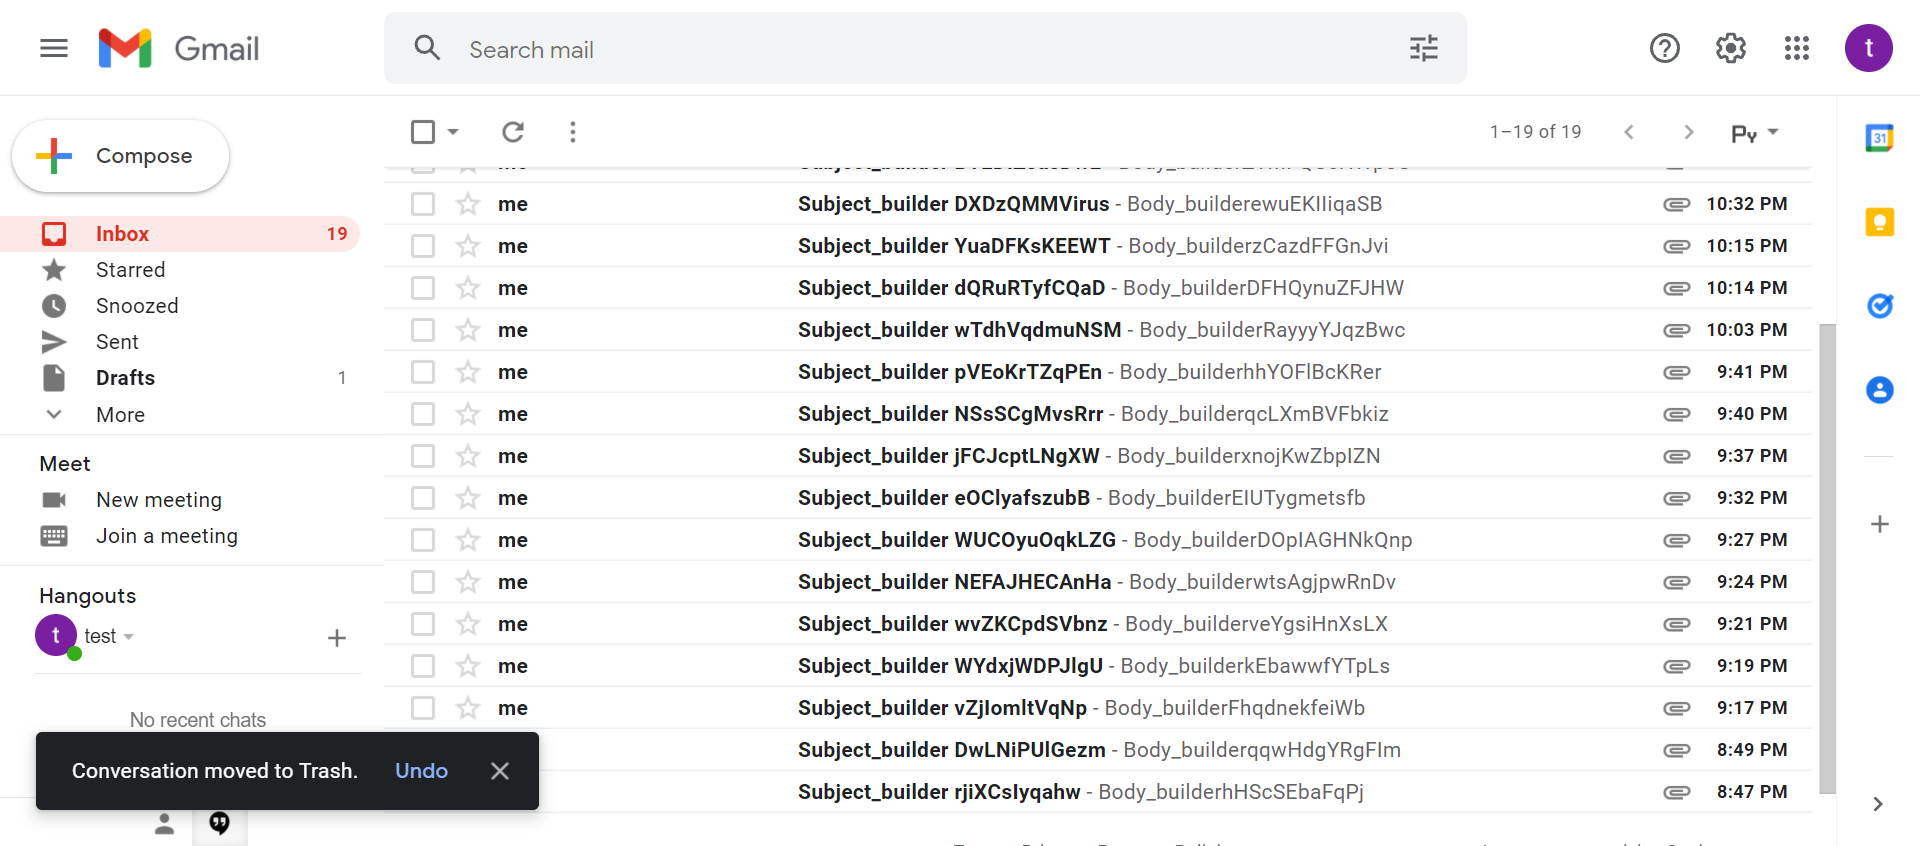 Gmail
Search mail
t
Compose
1–19 of 19
Py
31
Inbox 19
Starred
Snoozed
Sent
Drafts 1
More
Meet
New meeting
Join a meeting
Hangouts
t test
No recent chats
me Subject_builder DXDzQMMVirus - Body_builderewuEKIIiqaSB 10:32 PM
me Subject_builder YuaDFKsKEEWT - Body_builderzCazdFFGnJvi 10:15 PM
me Subject_builder dQRuRTyfCQaD - Body_builderDFHQynuZFJHW 10:14 PM
me Subject_builder wTdhVqdmuNSM - Body_builderRayyyYJqzBwc 10:03 PM
me Subject_builder pVEoKrTZqPEn - Body_builderhhYOFlBcKRer 9:41 PM
me Subject_builder NSsSCgMvsRrr - Body_builderqcLXmBVFbkiz 9:40 PM
me Subject_builder jFCJcptLNgXW - Body_builderxnojKwZbpIZN 9:37 PM
me Subject_builder eOClyafszubB - Body_builderEIUTygmetsfb 9:32 PM
me Subject_builder WUCOyuOqkLZG - Body_builderDOpIAGHNkQnp 9:27 PM
me Subject_builder NEFAJHECAnHa - Body_builderwtsAgjpwRnDv 9:24 PM
me Subject_builder wvZKCpdSVbnz - Body_builderveYgsiHnXsLX 9:21 PM
me Subject_builder WYdxjWDPJlgU - Body_builderkEbawwfYTpLs 9:19 PM
me Subject_builder vZjIomltVqNp - Body_builderFhqdnekfeiWb 9:17 PM
Subject_builder DwLNiPUlGezm - Body_builderqqwHdgYRgFIm 8:49 PM
Subject_builder rjiXCsIyqahw - Body_builderhHScSEbaFqPj 8:47 PM
Conversation moved to Trash. Undo